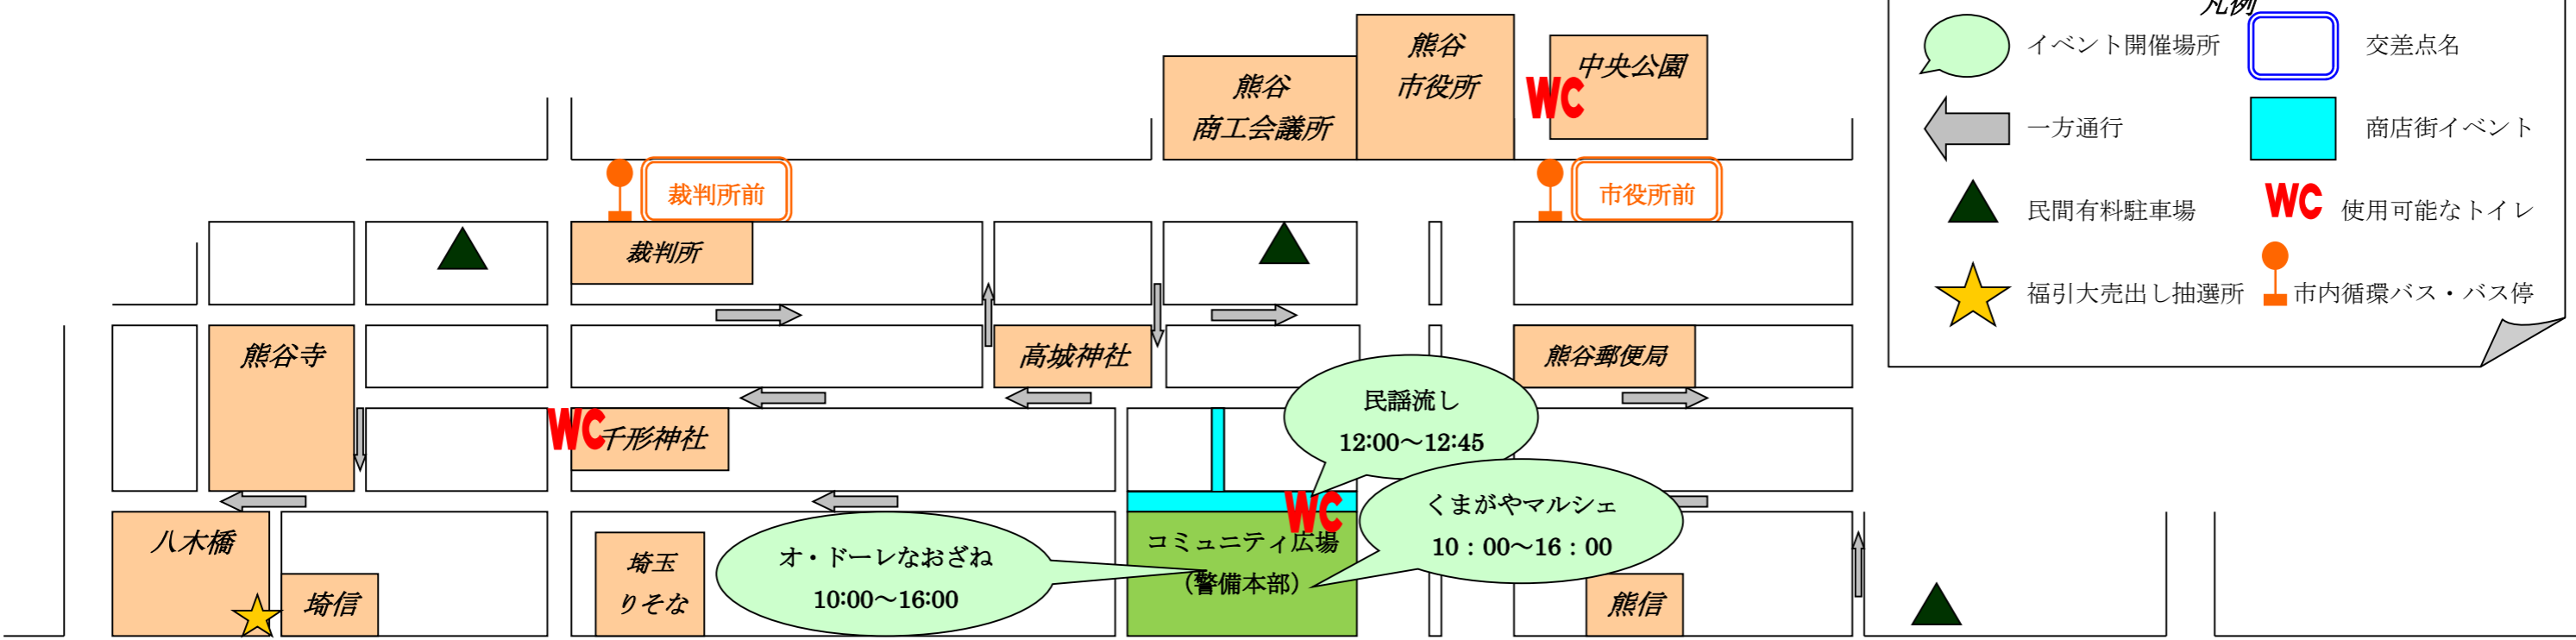 凡例
熊谷
市役所
中央公園
WC
熊谷
商工会議所
イベント開催場所
交差点名
一方通行
商店街イベント
民間有料駐車場
WC
使用可能なトイレ
福引大売出し抽選所
市内循環バス・バス停
裁判所前
市役所前
裁判所
熊谷寺
高城神社
熊谷郵便局
民謡流し
12:00～12:45
WC
千形神社
くまがやマルシェ
10：00～16：00
WC
八木橋
埼玉
りそな
オ・ドーレなおざね
10:00～16:00
コミュニティ広場
（警備本部）
埼信
熊信